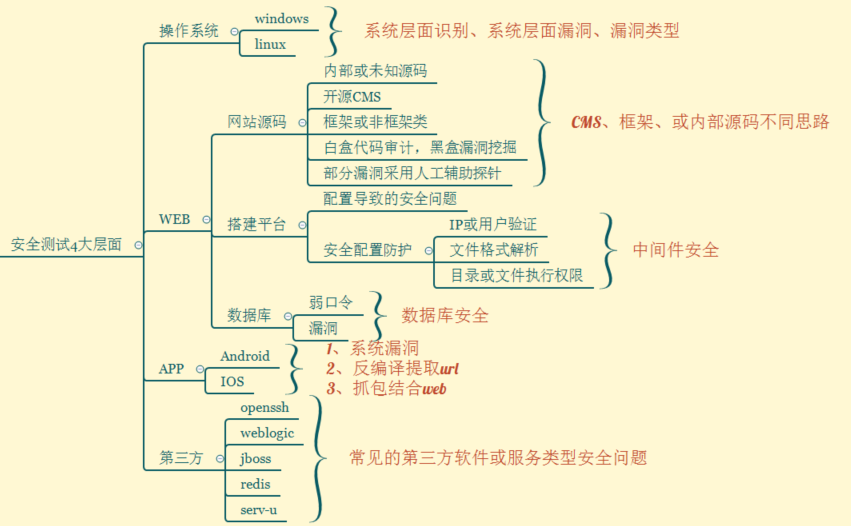 安全测试4大层面
操作系统
windows
linux
系统层面识别、系统层面漏洞、漏洞类型
WEB
网站源码
内部或未知源码
开源CMS
框架或非框架类
白盒代码审计，黑盒漏洞挖掘
部分漏洞采用人工辅助探针
CMS、框架、或内部源码不同思路
搭建平台
配置导致的安全问题
安全配置防护
IP或用户验证
文件格式解析
目录或文件执行权限
中间件安全
数据库
弱口令
漏洞
数据库安全
APP
Android
IOS
1、系统漏洞
2、反编译提取url
3、抓包结合web
第三方
openssh
weblogic
jboss
redis
serv-u
常见的第三方软件或服务类型安全问题